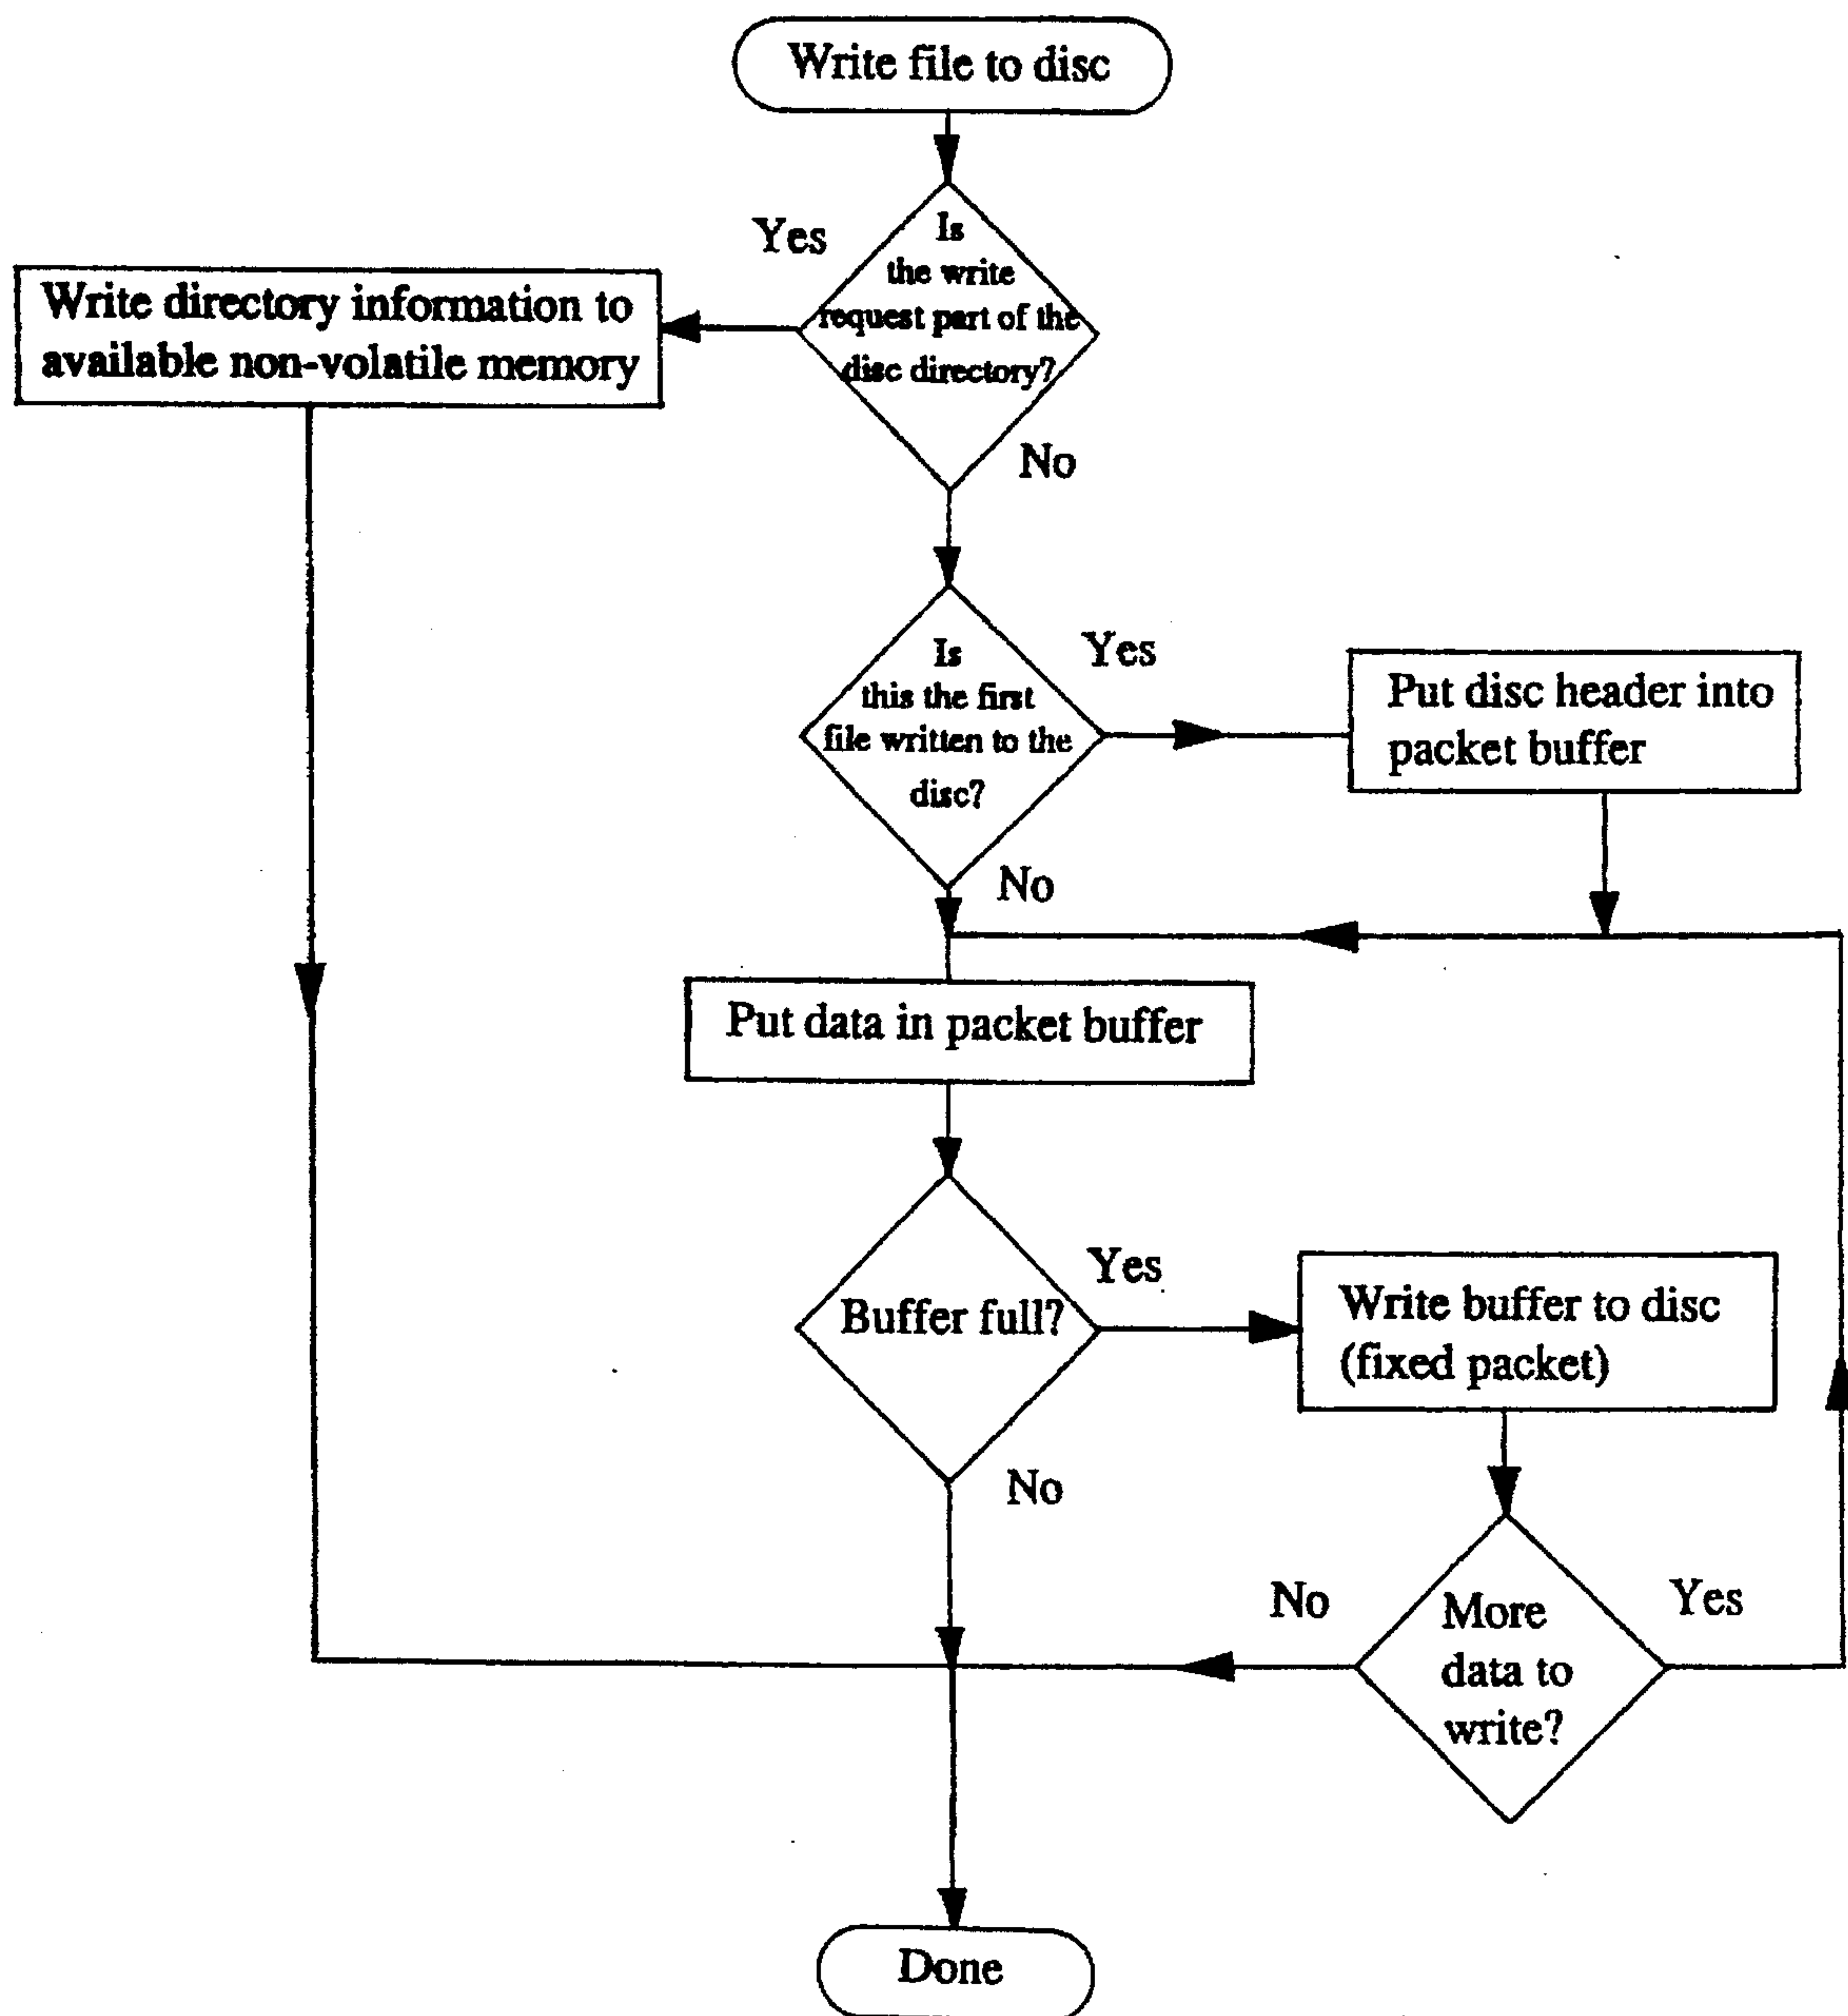 Write file to disc
Yes
Is
the write
request part of the
disc directory?
Write directory information to
available non-volatile memory
No
Is
this the first
file written to the
disc?
Yes
Put disc header into
packet buffer
No
Put data in packet buffer
Buffer full?
Yes
Write buffer to disc
(fixed packet)
No
No
More
data to
write?
Yes
Done